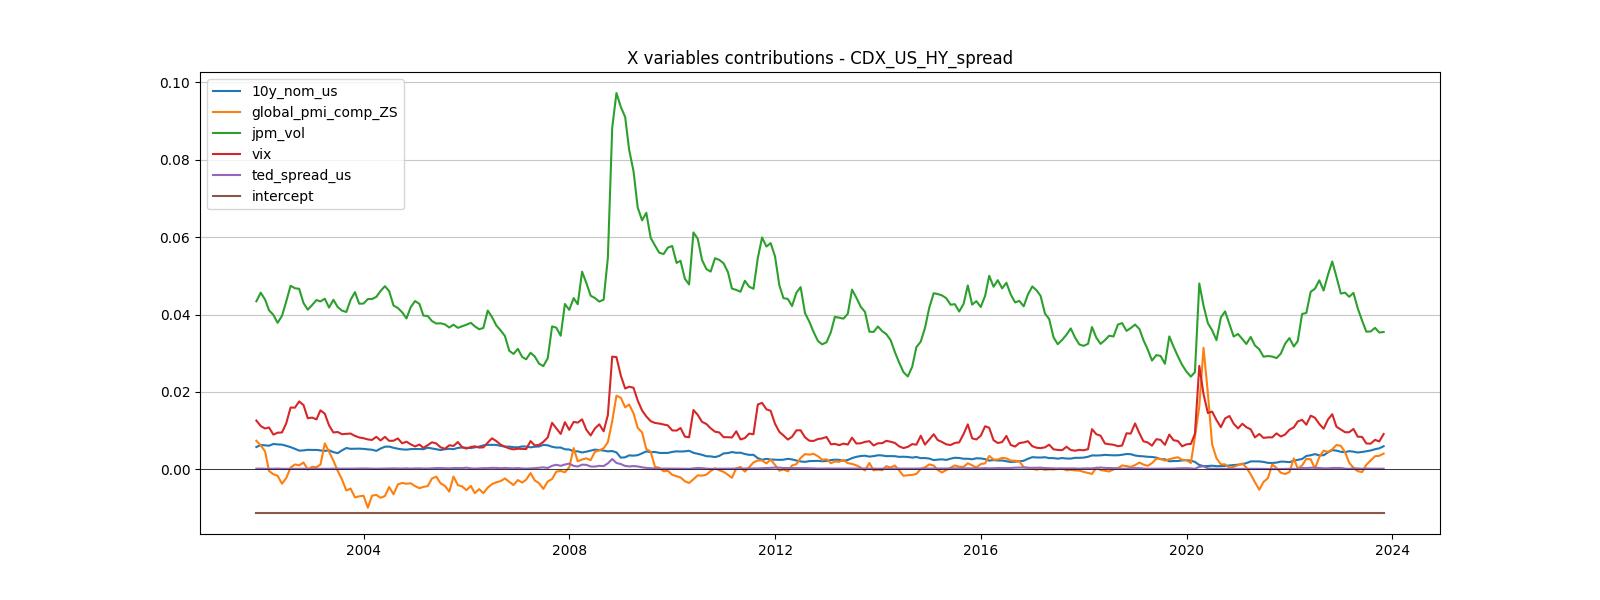 X variables contributions - CDX_US_HY_spread
0.10
0.08
0.06
0.04
0.02
0.00
10y_nom_us
global_pmi_comp_ZS
jpm_vol
vix
ted_spread_us
intercept
2004
2008
2012
2016
2020
2024